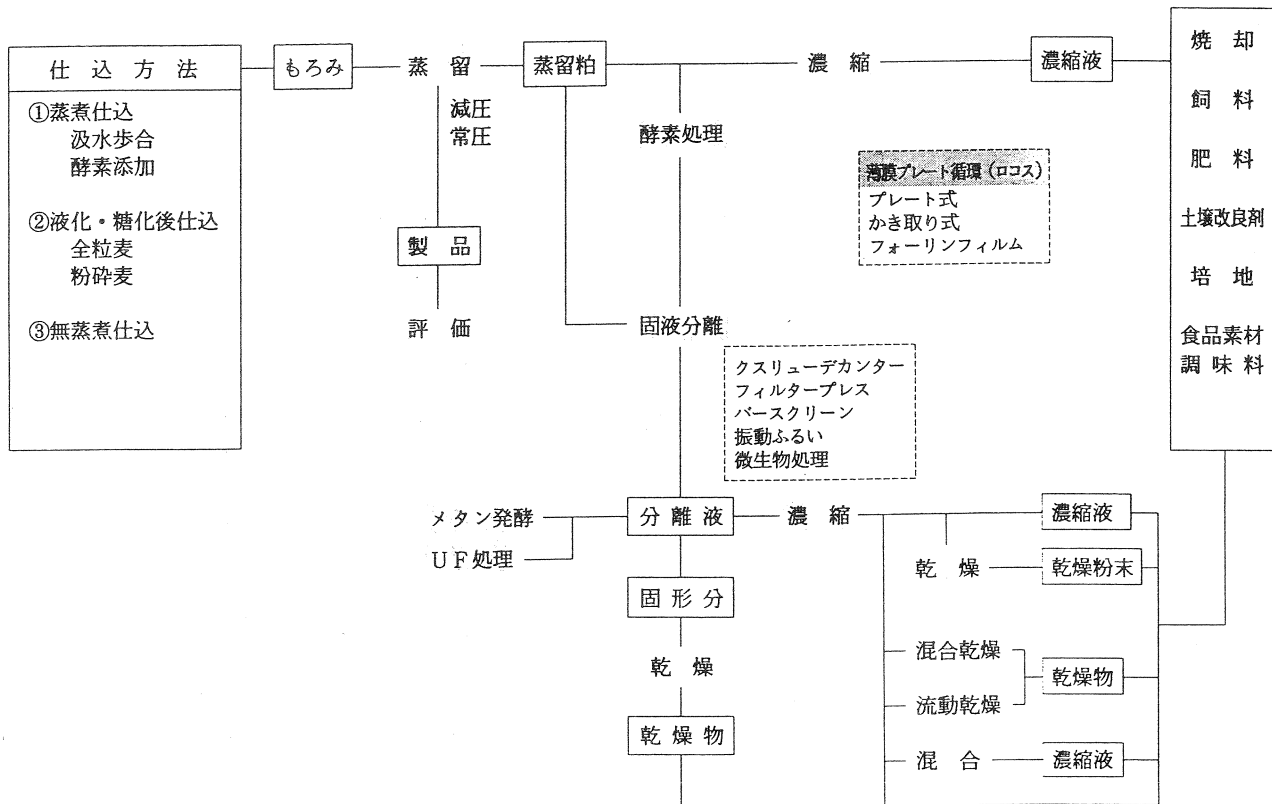 仕込方法
①蒸煮仕込
汲水歩合
酵素添加
②液化・糖化後仕込
全粒麦
粉砕麦
③無蒸煮仕込
もろみ
蒸留
減圧
常圧
製品
評価
蒸留粕
濃縮
濃縮液
酵素処理
薄膜プレート循環(ロコス)
プレート式
かき取り式
フォーリンフィルム
固液分離
クスリューデカンター
フィルタープレス
バースクリーン
振動ふるい
微生物処理
焼却
飼料
肥料
土壌改良剤
培地
食品素材
調味料
メタン発酵
UF処理
分離液
濃縮
濃縮液
乾燥
乾燥粉末
固形分
乾燥
乾燥物
混合乾燥
流動乾燥
乾燥物
混合
濃縮液